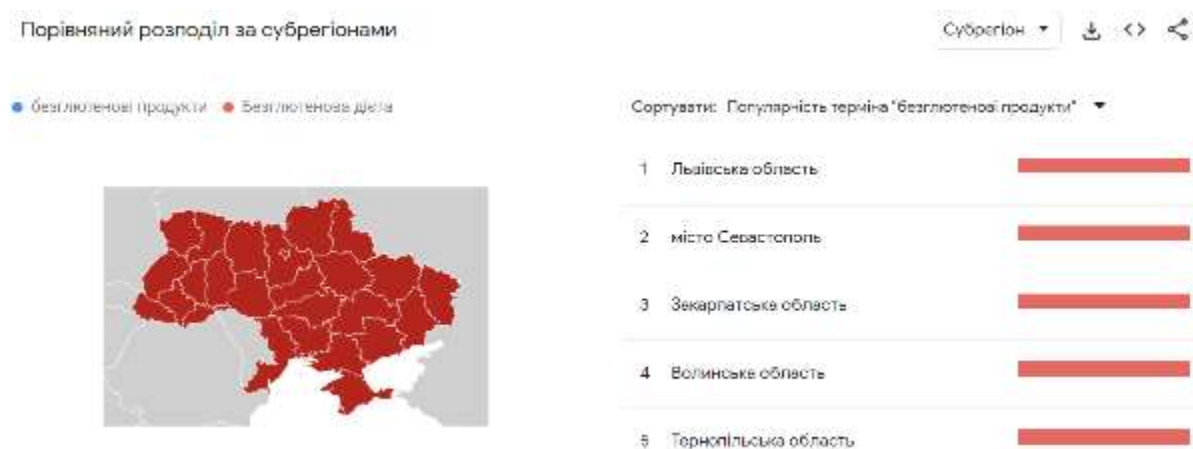 Порівняний розподіл за субрегіонами
Субрегіон
безглютенові продукти
Безглютенова дієта
Сортувати: Популярність терміна "безглютенові продукти"
1 Львівська область
2 місто Севастополь
3 Закарпатська область
4 Волинська область
5 Тернопільська область